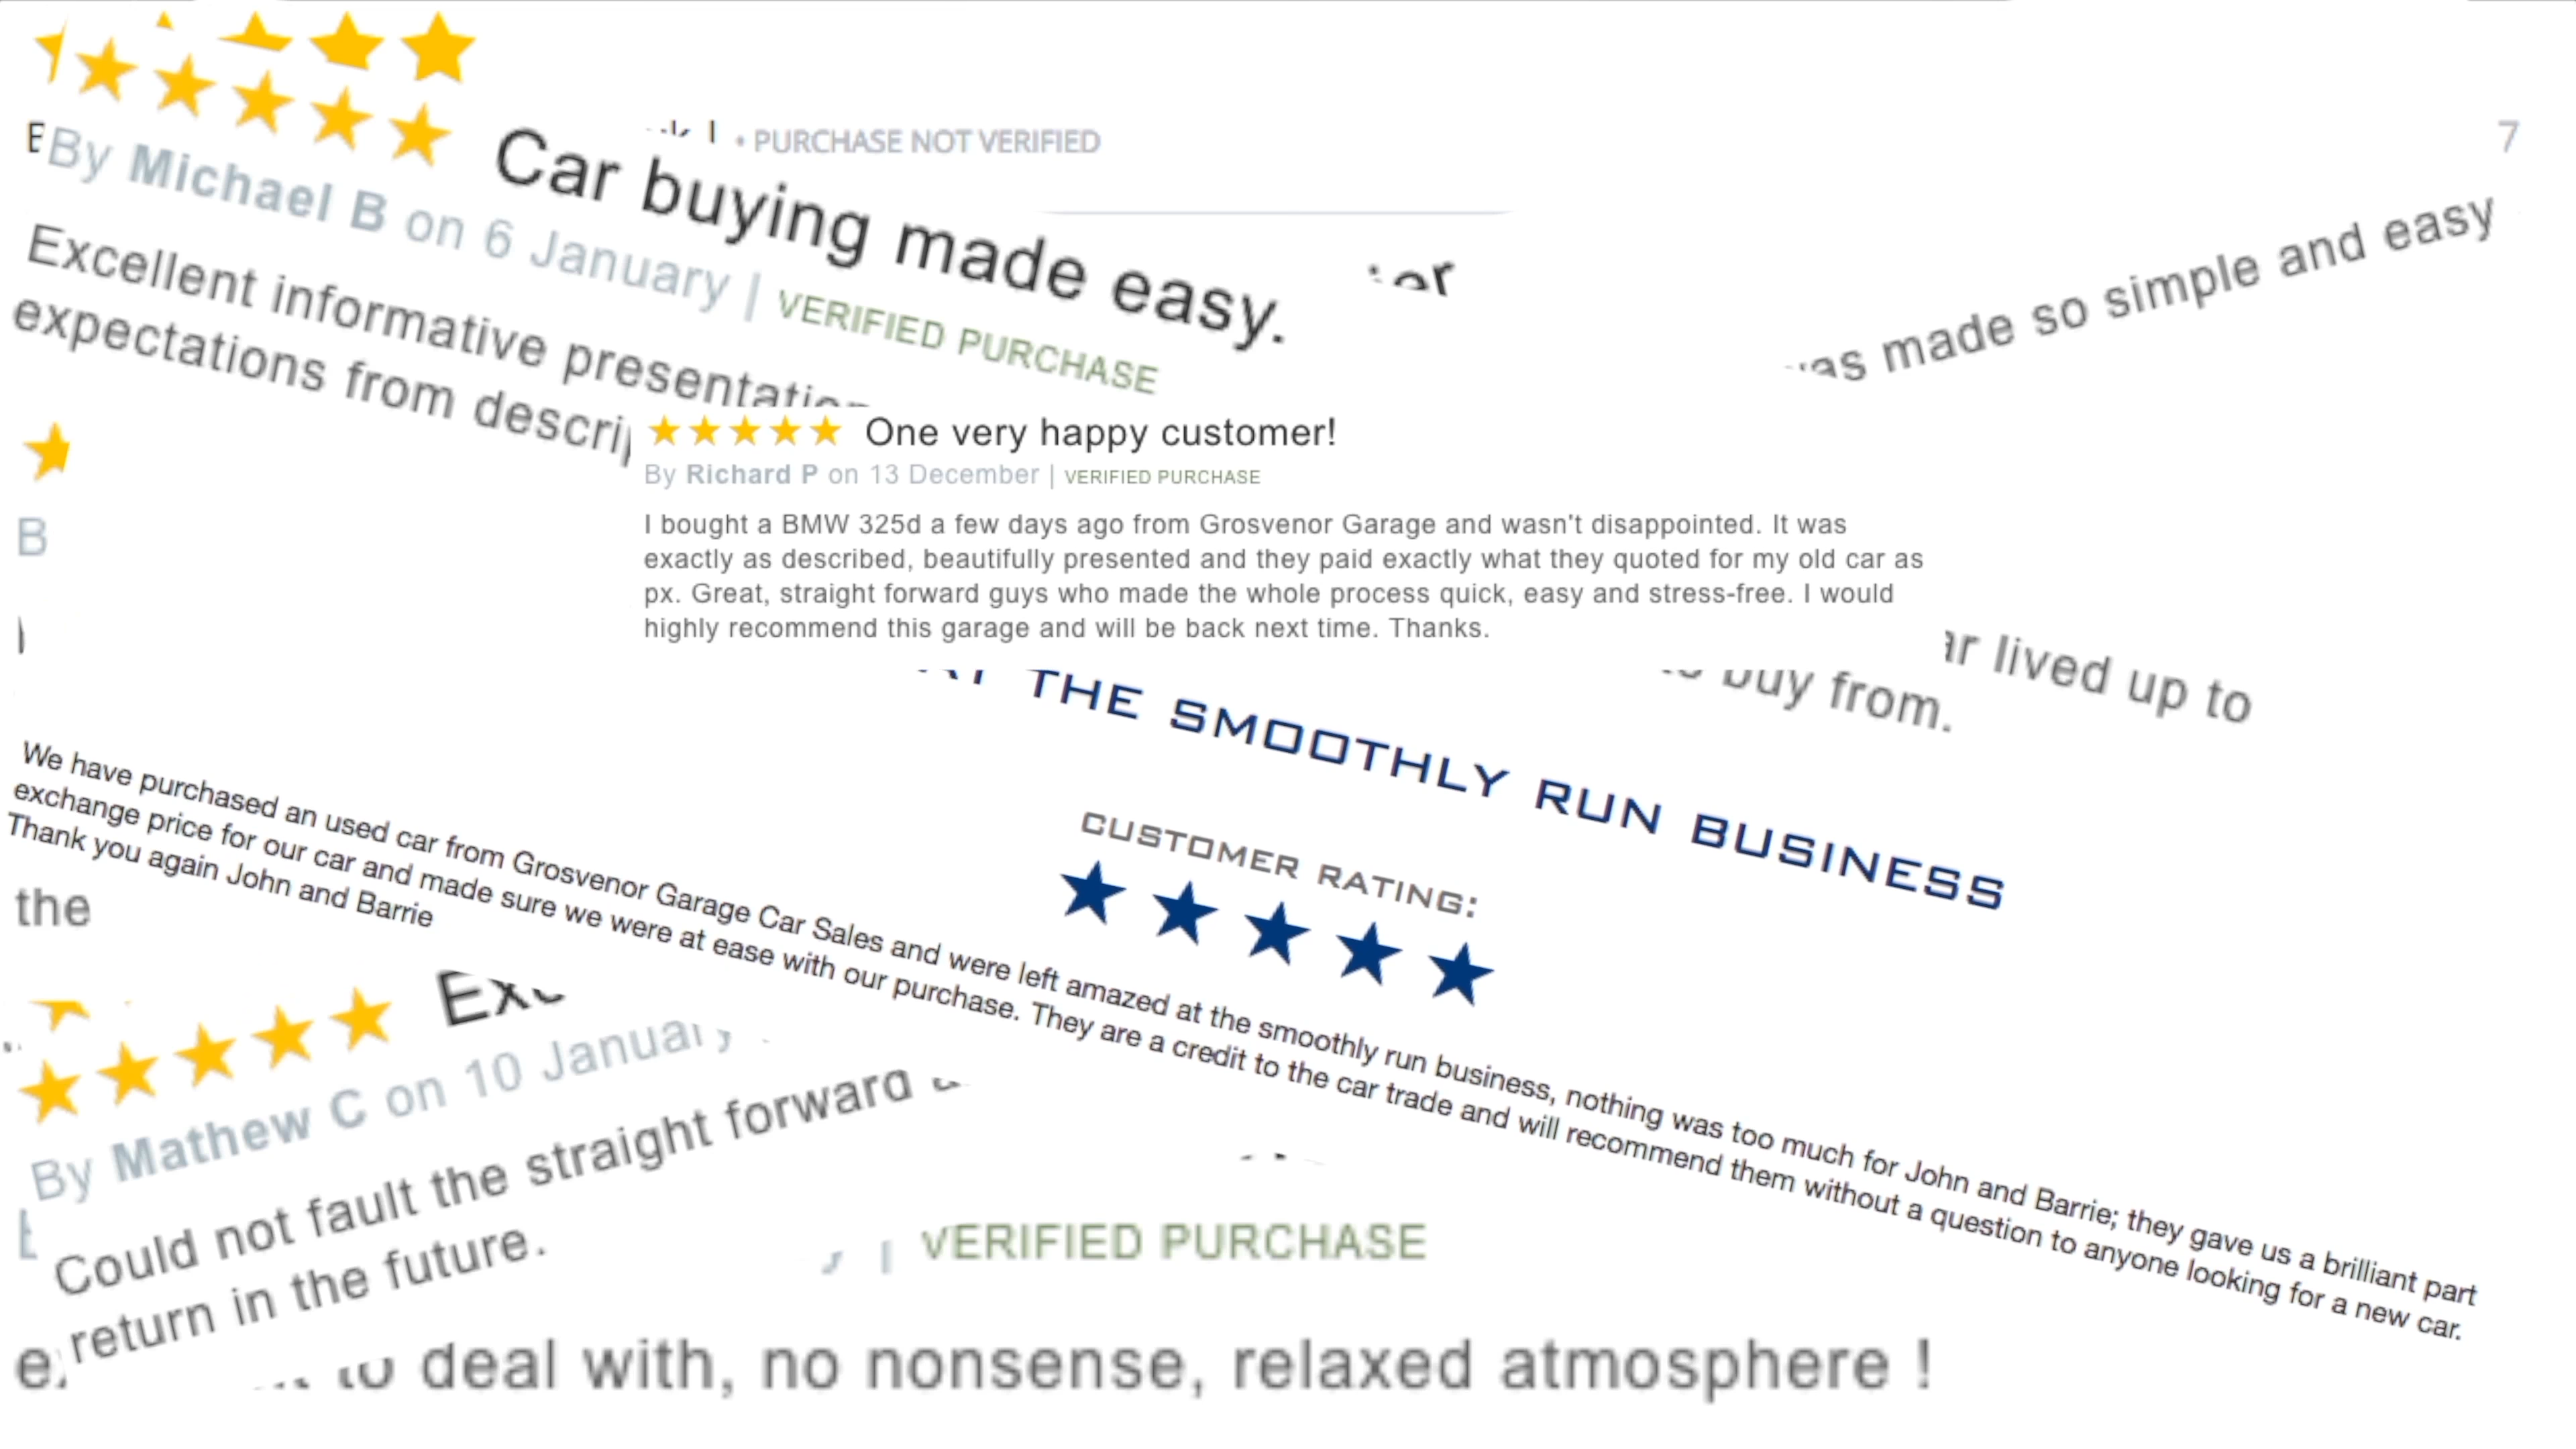 PURCHASE NOT VERIFIED
7
Car buying made easy.
By Michael B on 6 January | VERIFIED PURCHASE
Excellent informative
expectations from
made so simple and easy
One very happy customer!
By Richard P on 13 December | VERIFIED PURCHASE
I bought a BMW 325d a few days ago from Grosvenor Garage and wasn't disappointed. It was
exactly as described, beautifully presented and they paid exactly what they quoted for my old car as
px. Great, straight forward guys who made the whole process quick, easy and stress-free. I would
highly recommend this garage and will be back next time. Thanks.
lived up to
buy from.
THE SMOOTHLY RUN BUSINESS
CUSTOMER RATING:
We have purchased an used car from Grosvenor Garage Car Sales and were left amazed at the smoothly run business, nothing was too much for John and Barrie; they gave us a brilliant part
exchange price for our car and made sure we were at ease with our purchase. They are a credit to the car trade and will recommend them without a question to anyone looking for a new car.
Thank you again John and Barrie
the
By Mathew C on 10 January
Could not fault the straight forward
return in the future.
VERIFIED PURCHASE
to deal with, no nonsense, relaxed atmosphere !